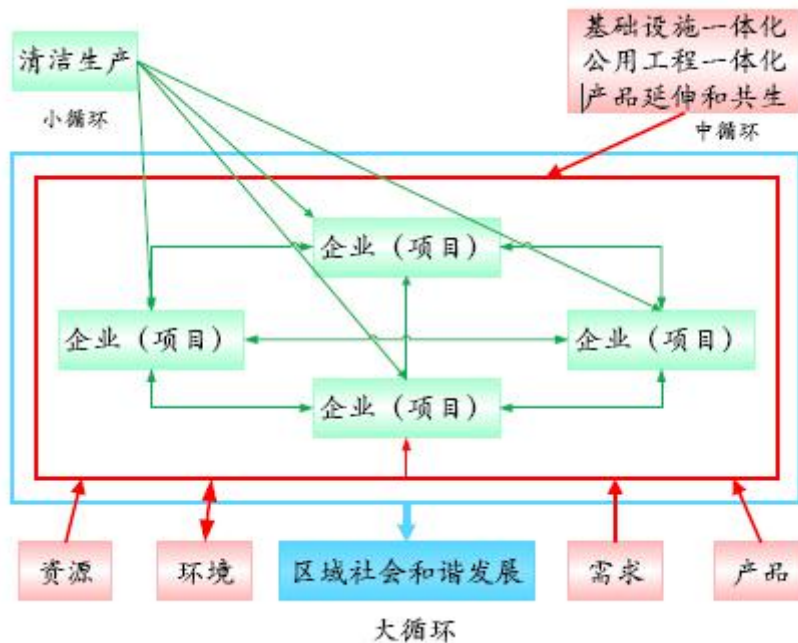 清洁生产
小循环
基础设施一体化
公用工程一体化
产品延伸和共生
中循环
企业（项目）
企业（项目）
企业（项目）
企业（项目）
资源
环境
区域社会和谐发展
需求
产品
大循环